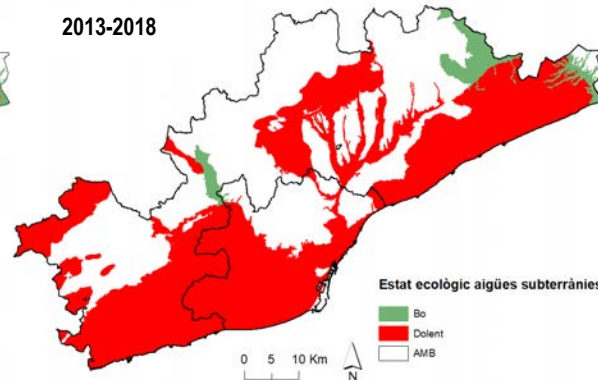 2013-2018
Estat ecològic aigües subterrànies
Bo
Dolent
AMB
0 5 10 Km
N